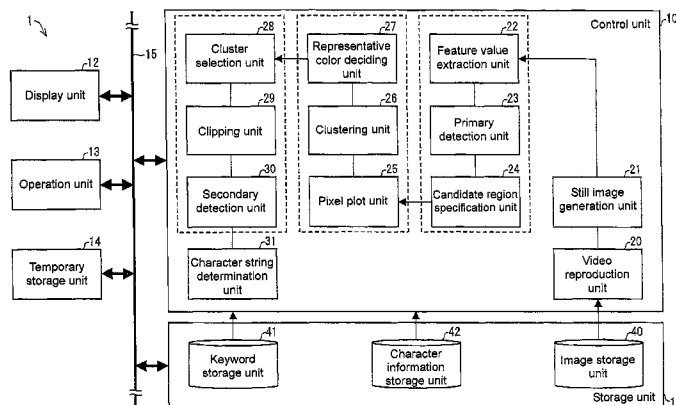 1
15
Control unit
10
12
Display unit
13
Operation unit
14
Temporary
storage unit
28
Cluster
selection unit
29
Clipping unit
30
Secondary
detection unit
31
Character string
determination
unit
27
Representative
color deciding
unit
26
Clustering unit
25
Pixel plot unit
22
Feature value
extraction unit
23
Primary
detection unit
24
Candidate region
specification unit
21
Still image
generation unit
20
Video
reproduction
unit
41
Keyword
storage unit
42
Character
information
storage unit
40
Image storage
unit
Storage unit